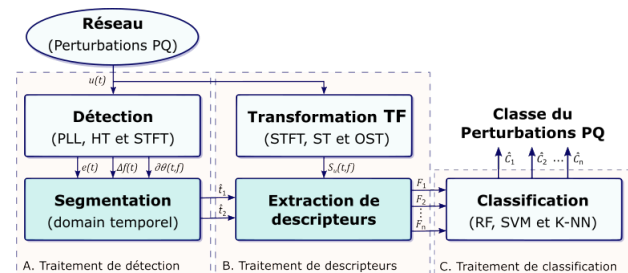 Réseau
(Perturbations PQ)
u(t)
Détection
(PLL, HT et STFT)
e(t) Δf(t) ∂θ(t,f)
Segmentation
(domain temporel)
A. Traitement de détection
Transformation TF
(STFT, ST et OST)
Sᵤ(t,f)
t̂₁
t̂₂
Extraction de
descripteurs
B. Traitement de descripteurs
F₁
F₂
⋮
Fₙ
Classe du
Perturbations PQ
Ĉ₁ Ĉ₂ ... Ĉₙ
Classification
(RF, SVM et K-NN)
C. Traitement de classification